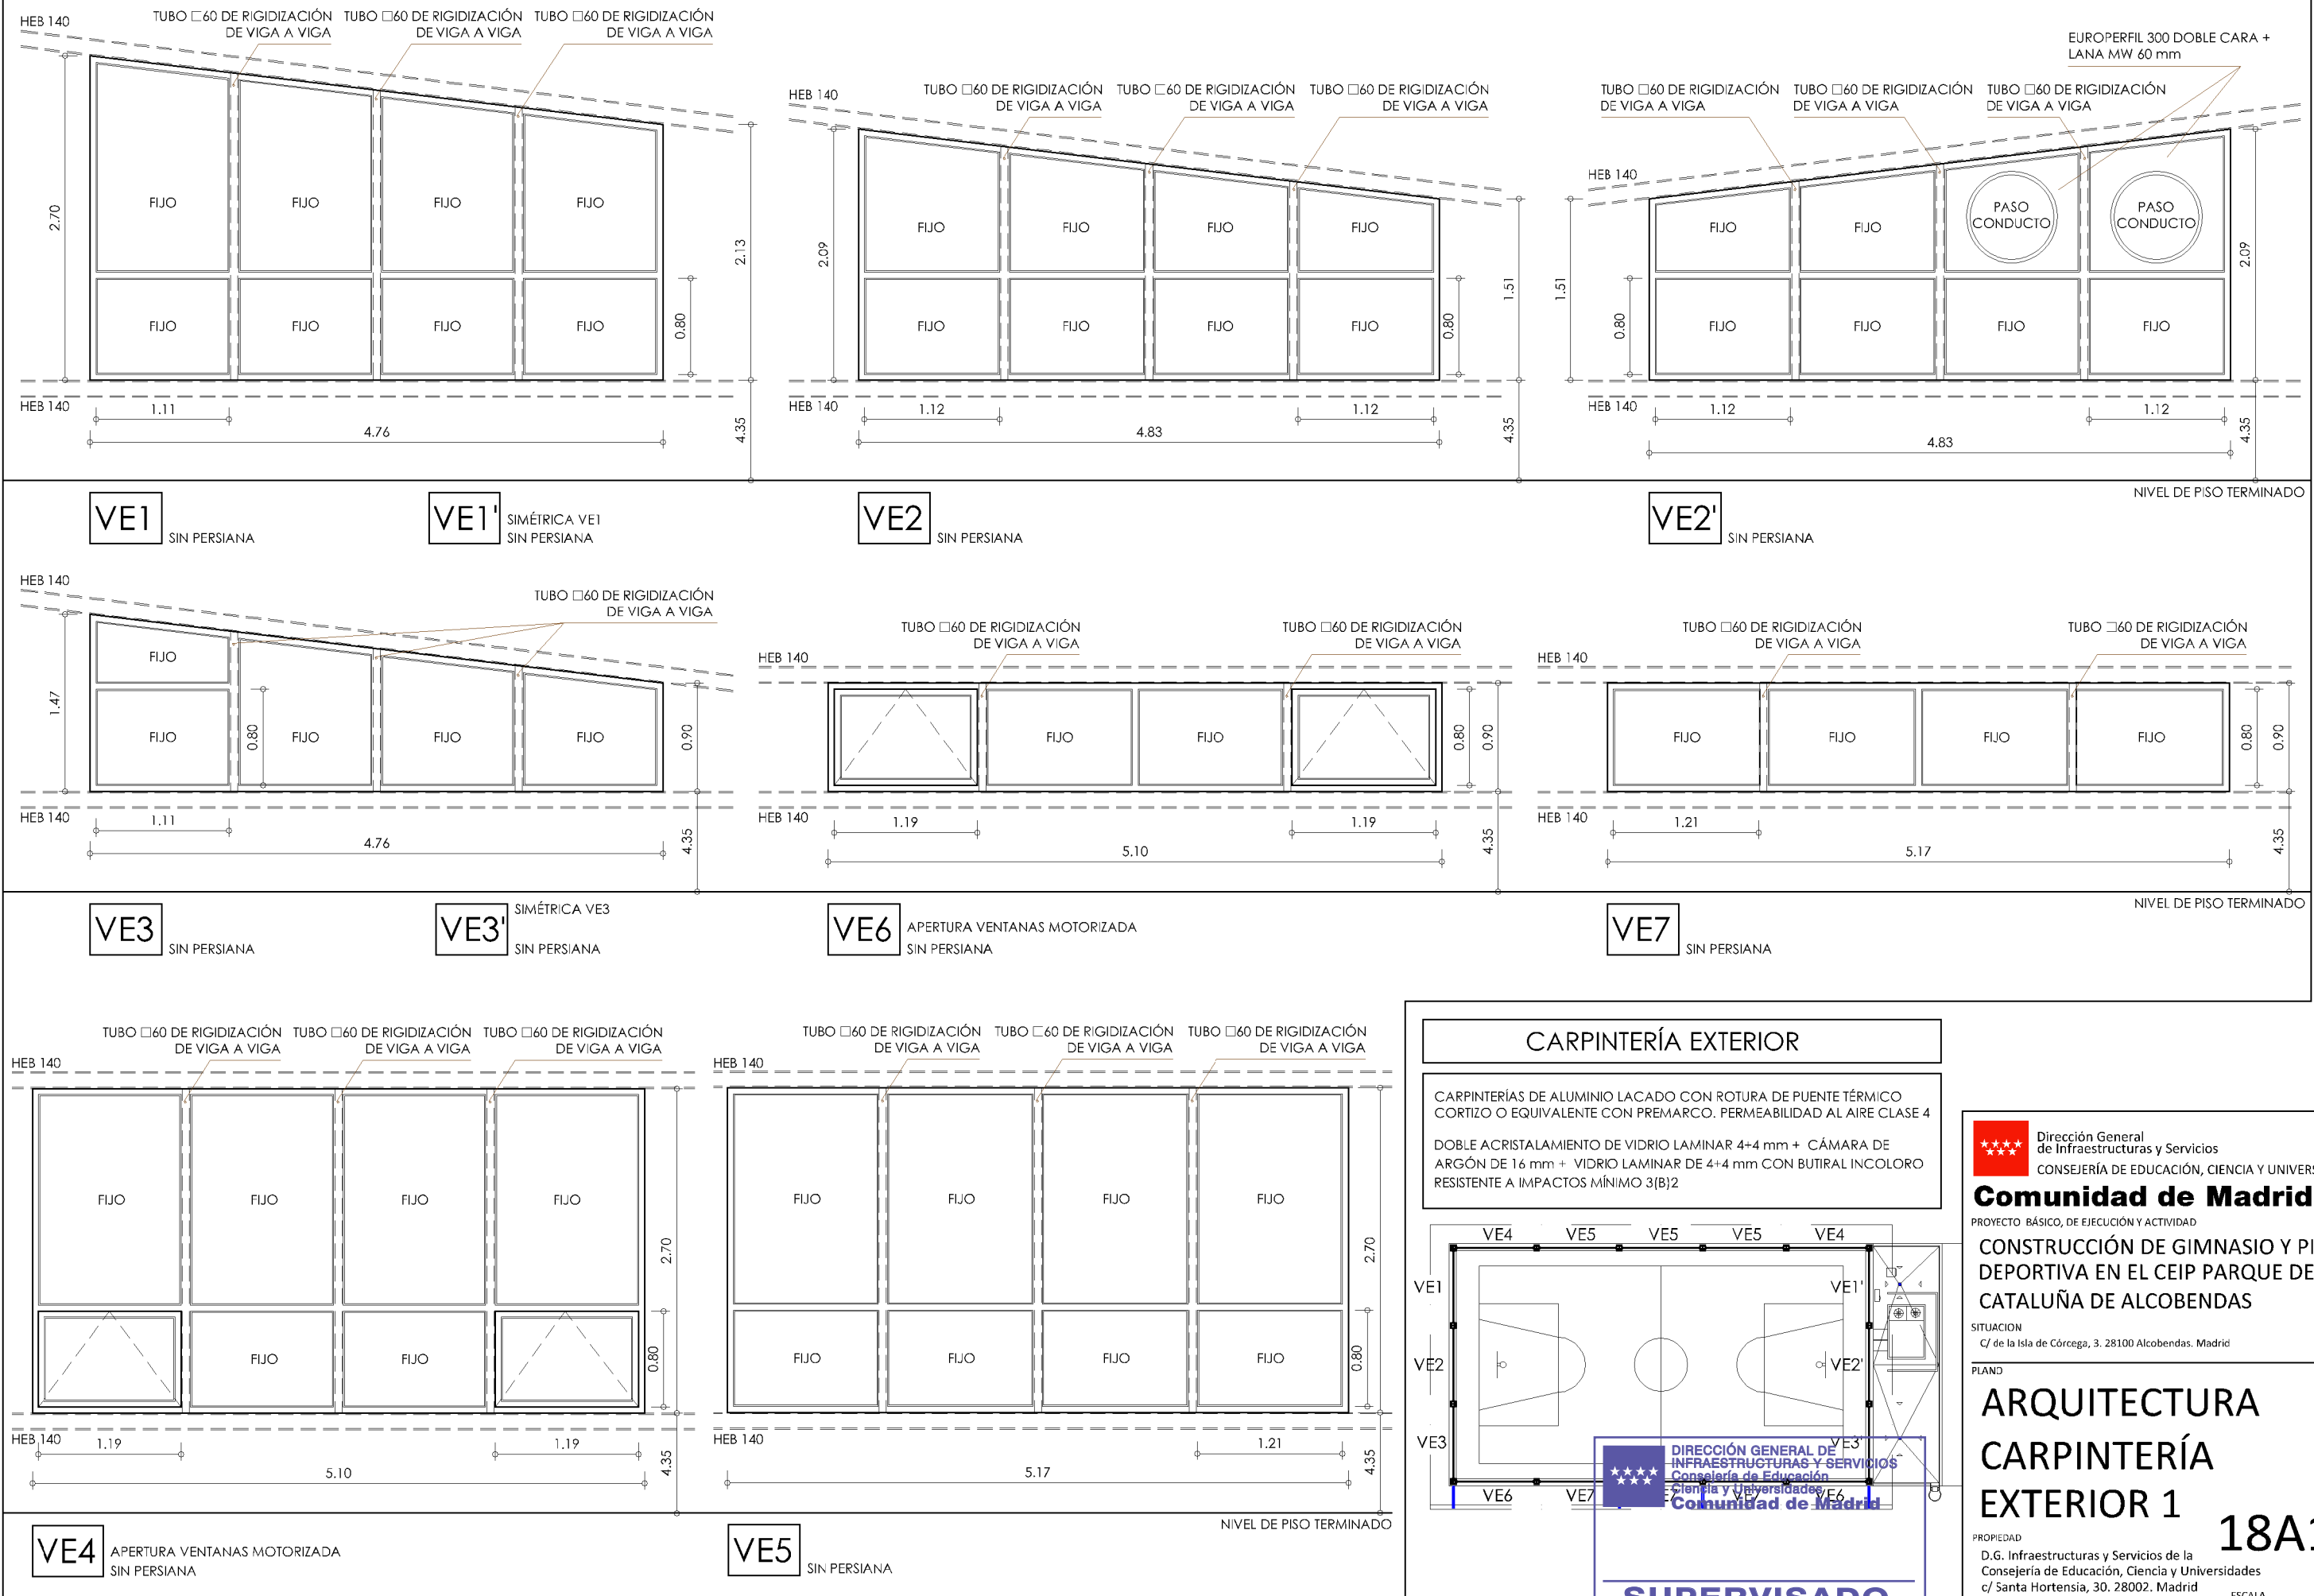 HEB 140
TUBO □60 DE RIGIDIZACIÓN
DE VIGA A VIGA
TUBO □60 DE RIGIDIZACIÓN
DE VIGA A VIGA
TUBO □60 DE RIGIDIZACIÓN
DE VIGA A VIGA
FIJO
FIJO
FIJO
FIJO
FIJO
FIJO
FIJO
FIJO
2.70
2.13
0.80
HEB 140
1.11
4.76
4.35
VE1
SIN PERSIANA
VE1'
SIMÉTRICA VE1
SIN PERSIANA
HEB 140
TUBO □60 DE RIGIDIZACIÓN
DE VIGA A VIGA
TUBO □60 DE RIGIDIZACIÓN
DE VIGA A VIGA
TUBO □60 DE RIGIDIZACIÓN
DE VIGA A VIGA
FIJO
FIJO
FIJO
FIJO
FIJO
FIJO
FIJO
FIJO
2.09
1.51
0.80
HEB 140
1.12
1.12
4.83
4.35
VE2
SIN PERSIANA
EUROPERFIL 300 DOBLE CARA +
LANA MW 60 mm
TUBO □60 DE RIGIDIZACIÓN
DE VIGA A VIGA
TUBO □60 DE RIGIDIZACIÓN
DE VIGA A VIGA
TUBO □60 DE RIGIDIZACIÓN
DE VIGA A VIGA
HEB 140
FIJO
FIJO
PASO
CONDUCTO
PASO
CONDUCTO
FIJO
FIJO
FIJO
FIJO
1.51
0.80
2.09
HEB 140
1.12
1.12
4.83
4.35
NIVEL DE PISO TERMINADO
VE2'
SIN PERSIANA
HEB 140
TUBO □60 DE RIGIDIZACIÓN
DE VIGA A VIGA
FIJO
FIJO
FIJO
FIJO
FIJO
1.47
0.80
0.90
HEB 140
1.11
4.76
4.35
VE3
SIN PERSIANA
VE3'
SIMÉTRICA VE3
SIN PERSIANA
TUBO □60 DE RIGIDIZACIÓN
DE VIGA A VIGA
TUBO □60 DE RIGIDIZACIÓN
DE VIGA A VIGA
HEB 140
FIJO
FIJO
0.80
0.90
HEB 140
1.19
1.19
5.10
4.35
VE6
APERTURA VENTANAS MOTORIZADA
SIN PERSIANA
TUBO □60 DE RIGIDIZACIÓN
DE VIGA A VIGA
TUBO □60 DE RIGIDIZACIÓN
DE VIGA A VIGA
HEB 140
FIJO
FIJO
FIJO
FIJO
0.80
0.90
HEB 140
1.21
5.17
4.35
NIVEL DE PISO TERMINADO
VE7
SIN PERSIANA
TUBO □60 DE RIGIDIZACIÓN
DE VIGA A VIGA
TUBO □60 DE RIGIDIZACIÓN
DE VIGA A VIGA
TUBO □60 DE RIGIDIZACIÓN
DE VIGA A VIGA
HEB 140
FIJO
FIJO
FIJO
FIJO
FIJO
FIJO
2.70
0.80
HEB 140
1.19
1.19
5.10
4.35
VE4
APERTURA VENTANAS MOTORIZADA
SIN PERSIANA
TUBO □60 DE RIGIDIZACIÓN
DE VIGA A VIGA
TUBO □60 DE RIGIDIZACIÓN
DE VIGA A VIGA
TUBO □60 DE RIGIDIZACIÓN
DE VIGA A VIGA
HEB 140
FIJO
FIJO
FIJO
FIJO
FIJO
FIJO
FIJO
FIJO
2.70
0.80
HEB 140
1.21
5.17
4.35
NIVEL DE PISO TERMINADO
VE5
SIN PERSIANA
CARPINTERÍA EXTERIOR
CARPINTERÍAS DE ALUMINIO LACADO CON ROTURA DE PUENTE TÉRMICO
CORTIZO O EQUIVALENTE CON PREMARCO. PERMEABILIDAD AL AIRE CLASE 4
DOBLE ACRISTALAMIENTO DE VIDRIO LAMINAR 4+4 mm + CÁMARA DE
ARGÓN DE 16 mm + VIDRIO LAMINAR DE 4+4 mm CON BUTIRAL INCOLORO
RESISTENTE A IMPACTOS MÍNIMO 3(B)2
VE4 VE5 VE5 VE5 VE4
VE1
VE1'
VE2
VE2'
VE3
VE3'
VE6 VE7 VE7 VE6
DIRECCIÓN GENERAL DE
INFRAESTRUCTURAS Y SERVICIOS
Consejería de Educación
Ciencia y Universidades
Comunidad de Madrid
SUPERVISADO
Dirección General
de Infraestructuras y Servicios
CONSEJERÍA DE EDUCACIÓN, CIENCIA Y UNIVER
Comunidad de Madrid
PROYECTO BÁSICO, DE EJECUCIÓN Y ACTIVIDAD
CONSTRUCCIÓN DE GIMNASIO Y PI
DEPORTIVA EN EL CEIP PARQUE DE
CATALUÑA DE ALCOBENDAS
SITUACION
C/ de la Isla de Córcega, 3. 28100 Alcobendas. Madrid
PLANO
ARQUITECTURA
CARPINTERÍA
EXTERIOR 1
18A1
PROPIEDAD
D.G. Infraestructuras y Servicios de la
Consejería de Educación, Ciencia y Universidades
c/ Santa Hortensia, 30. 28002. Madrid
ESCALA